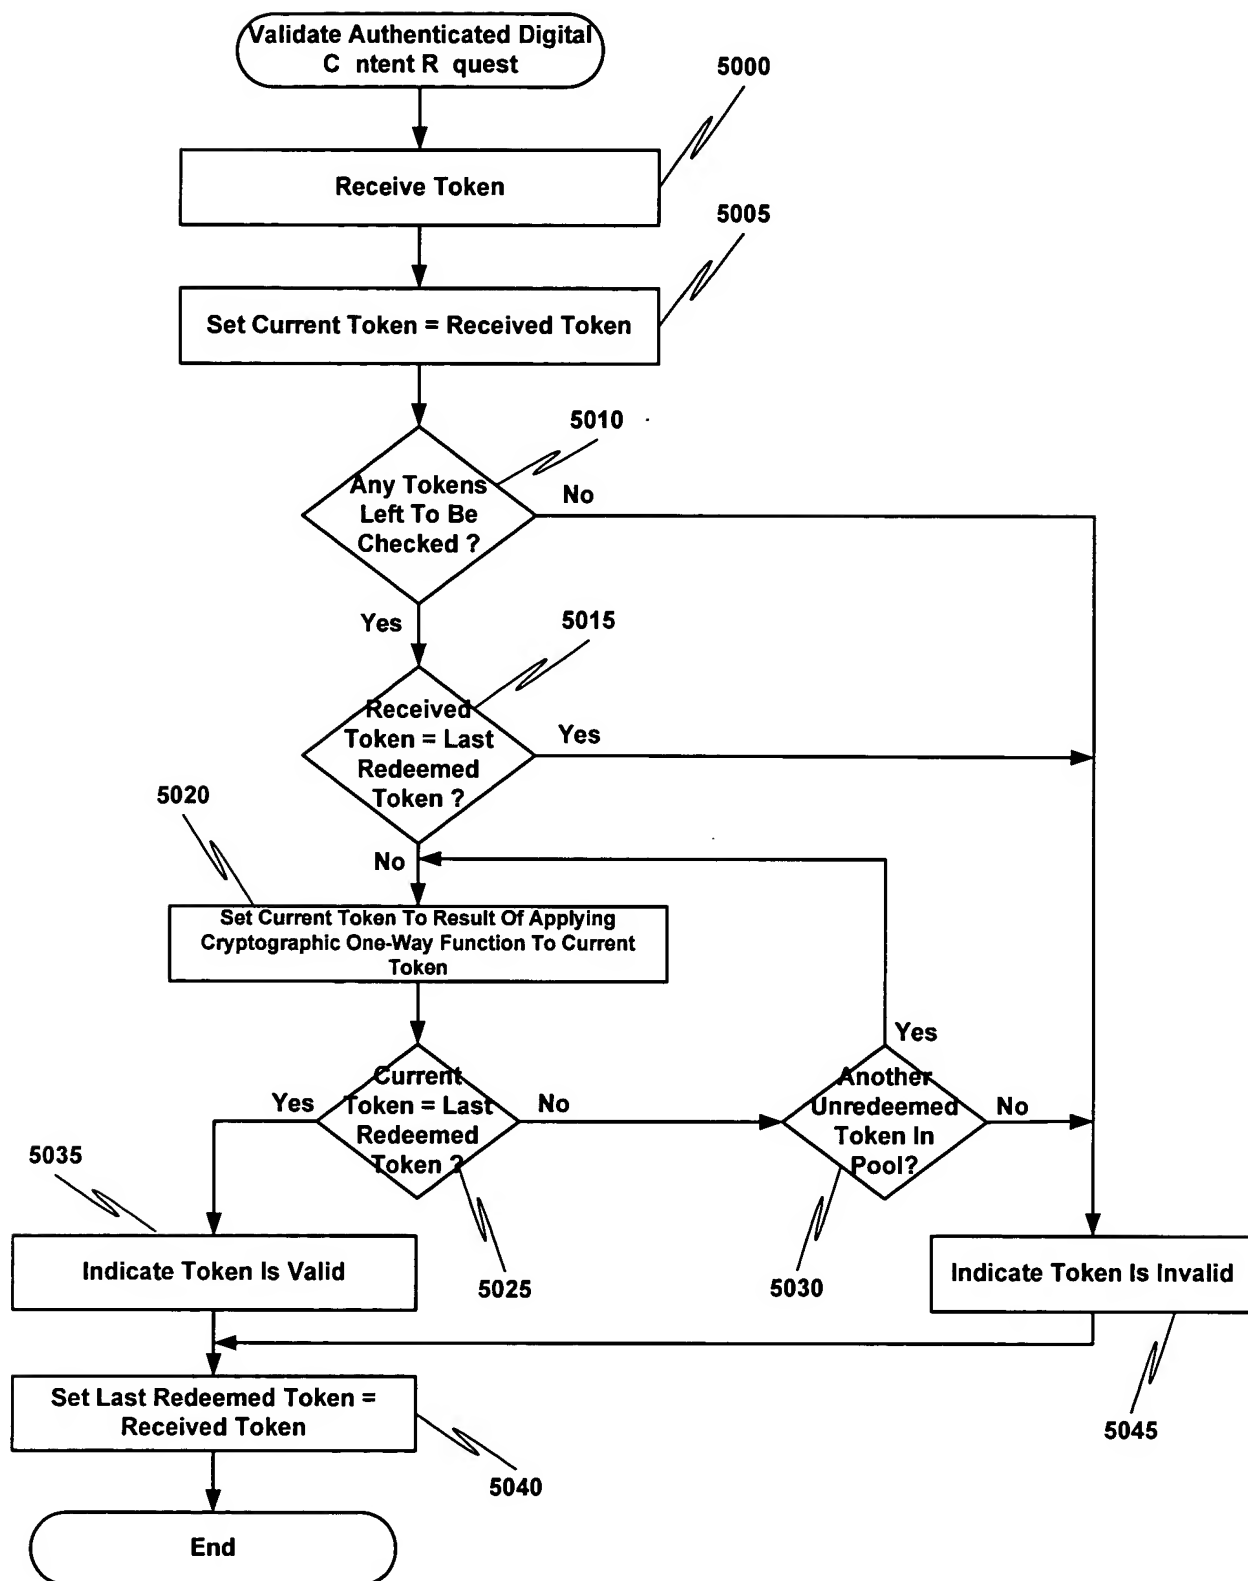 Validate Authenticated Digital
C ntent R quest
5000
Receive Token
5005
Set Current Token = Received Token
5010
Any Tokens
Left To Be
Checked ?
No
Yes
5015
Received
Token = Last
Redeemed
Token ?
Yes
5020
No
Set Current Token To Result Of Applying
Cryptographic One-Way Function To Current
Token
Yes
Current
Token = Last
Redeemed
Token ?
Yes
No
Another
Unredeemed
Token In
Pool?
No
5035
Indicate Token Is Valid
5025
5030
Indicate Token Is Invalid
Set Last Redeemed Token =
Received Token
5045
5040
End